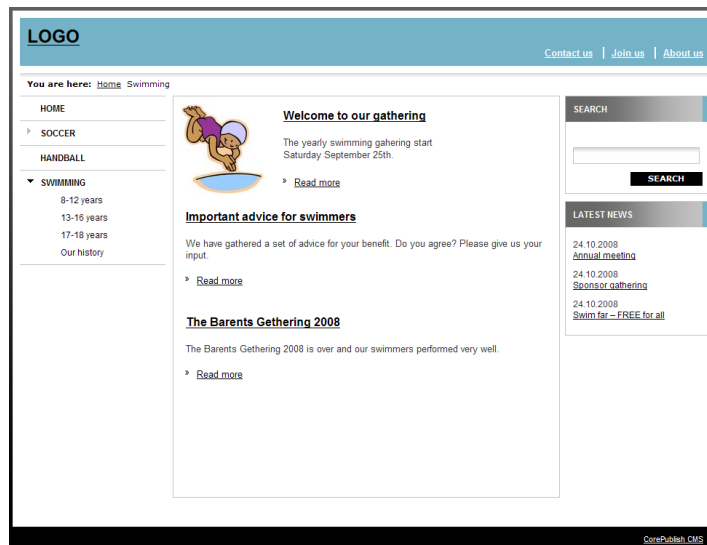 LOGO
Contact us | Join us | About us
You are here: Home Swimming
HOME
SOCCER
HANDBALL
SWIMMING
8-12 years
13-16 years
17-18 years
Our history
Welcome to our gathering
The yearly swimming gahering start
Saturday September 25th.
» Read more
Important advice for swimmers
We have gathered a set of advice for your benefit. Do you agree? Please give us your
input.
» Read more
The Barents Gethering 2008
The Barents Gethering 2008 is over and our swimmers performed very well.
» Read more
SEARCH
SEARCH
LATEST NEWS
24.10.2008
Annual meeting
24.10.2008
Sponsor gathering
24.10.2008
Swim far – FREE for all
CorePublish CMS